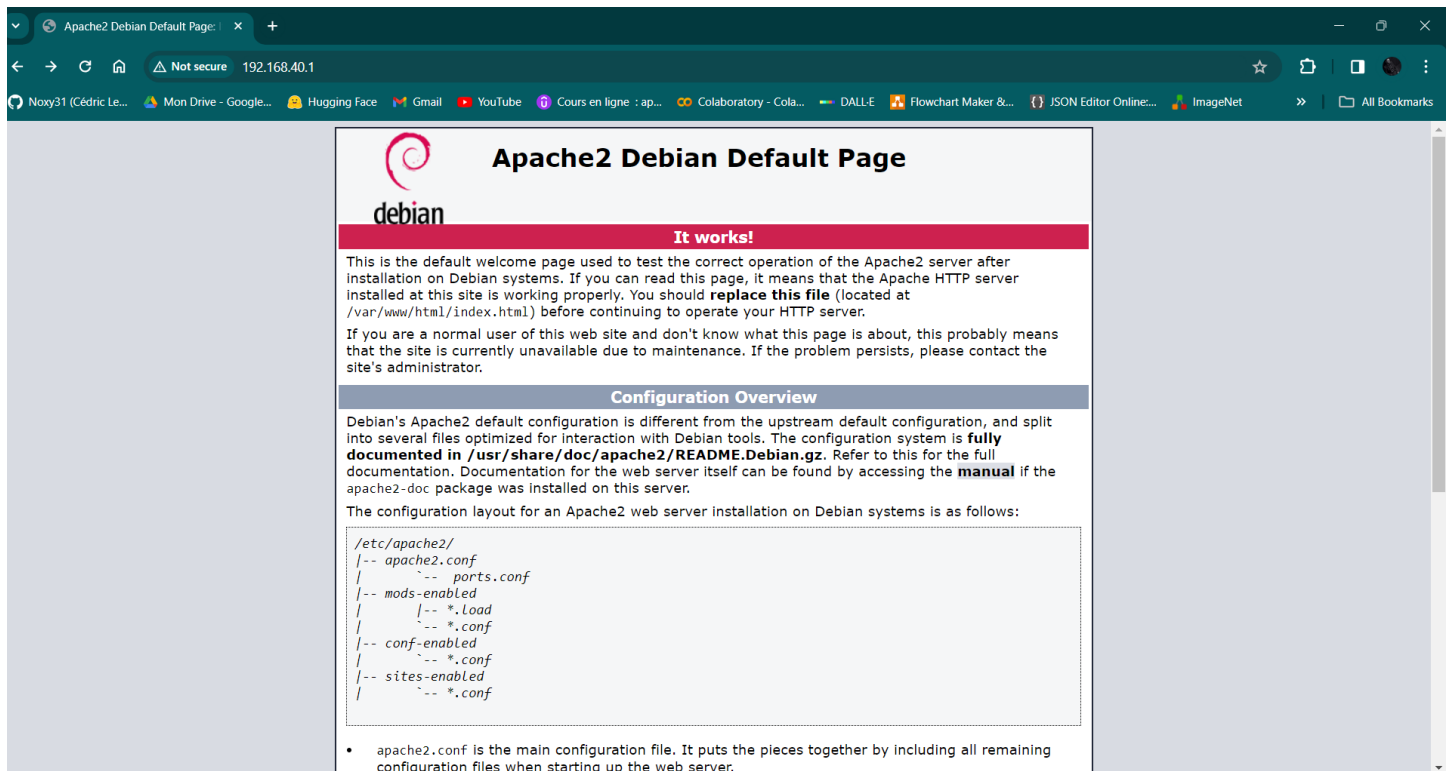 Apache2 Debian Default Page: 
Not secure 192.168.40.1
Noxy31 (Cédric Le... Mon Drive - Google... Hugging Face Gmail YouTube Cours en ligne : ap... Colaboratory - Cola... DALL·E Flowchart Maker &... JSON Editor Online:... ImageNet » All Bookmarks
Apache2 Debian Default Page
debian
It works!
This is the default welcome page used to test the correct operation of the Apache2 server after
installation on Debian systems. If you can read this page, it means that the Apache HTTP server
installed at this site is working properly. You should replace this file (located at
/var/www/html/index.html) before continuing to operate your HTTP server.
If you are a normal user of this web site and don't know what this page is about, this probably means
that the site is currently unavailable due to maintenance. If the problem persists, please contact the
site's administrator.
Configuration Overview
Debian's Apache2 default configuration is different from the upstream default configuration, and split
into several files optimized for interaction with Debian tools. The configuration system is fully
documented in /usr/share/doc/apache2/README.Debian.gz. Refer to this for the full
documentation. Documentation for the web server itself can be found by accessing the manual if the
apache2-doc package was installed on this server.
The configuration layout for an Apache2 web server installation on Debian systems is as follows:
/etc/apache2/
|-- apache2.conf
|       `--  ports.conf
|-- mods-enabled
|       |-- *.load
|       `-- *.conf
|-- conf-enabled
|       `-- *.conf
|-- sites-enabled
|       `-- *.conf
• apache2.conf is the main configuration file. It puts the pieces together by including all remaining
configuration files when starting up the web server.